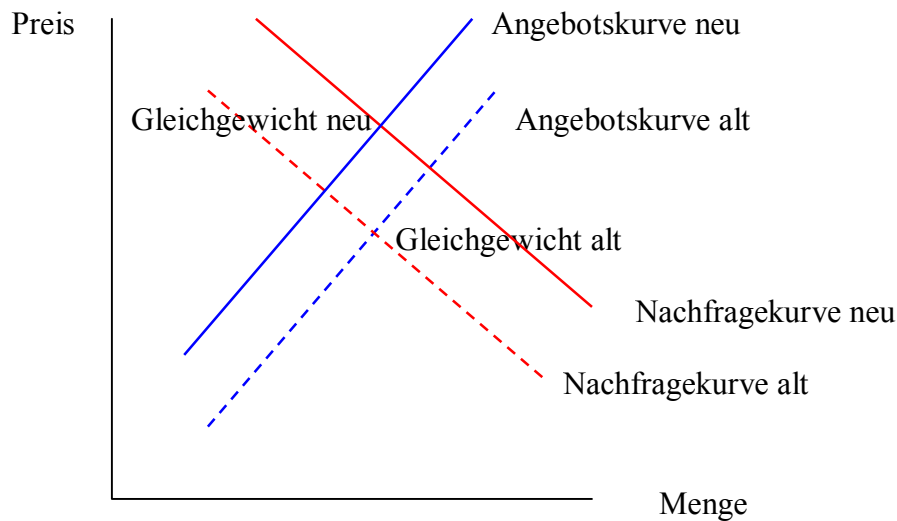 Preis
Angebotskurve neu
Gleichgewicht neu
Angebotskurve alt
Gleichgewicht alt
Nachfragekurve neu
Nachfragekurve alt
Menge